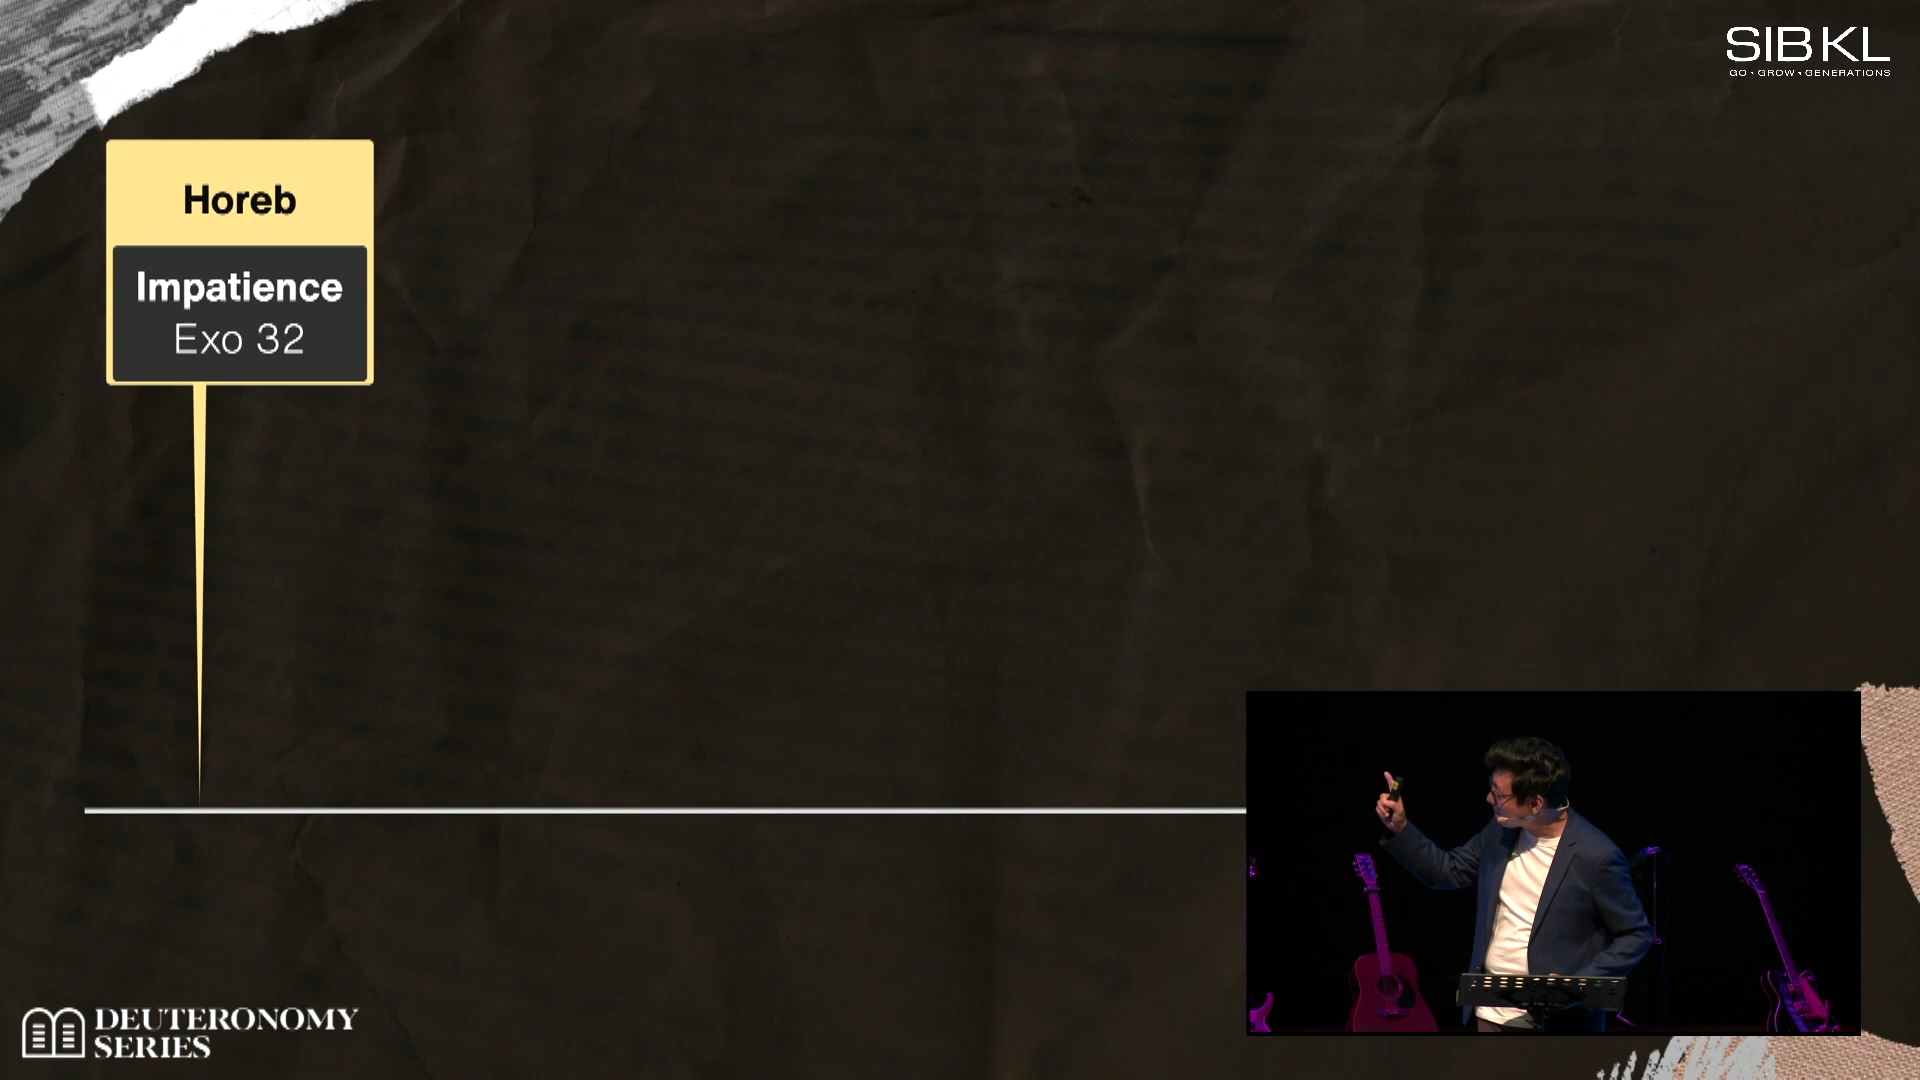 SIBKL
GO • GROW • GENERATIONS
Horeb
Impatience
Exo 32
DEUTERONOMY
SERIES